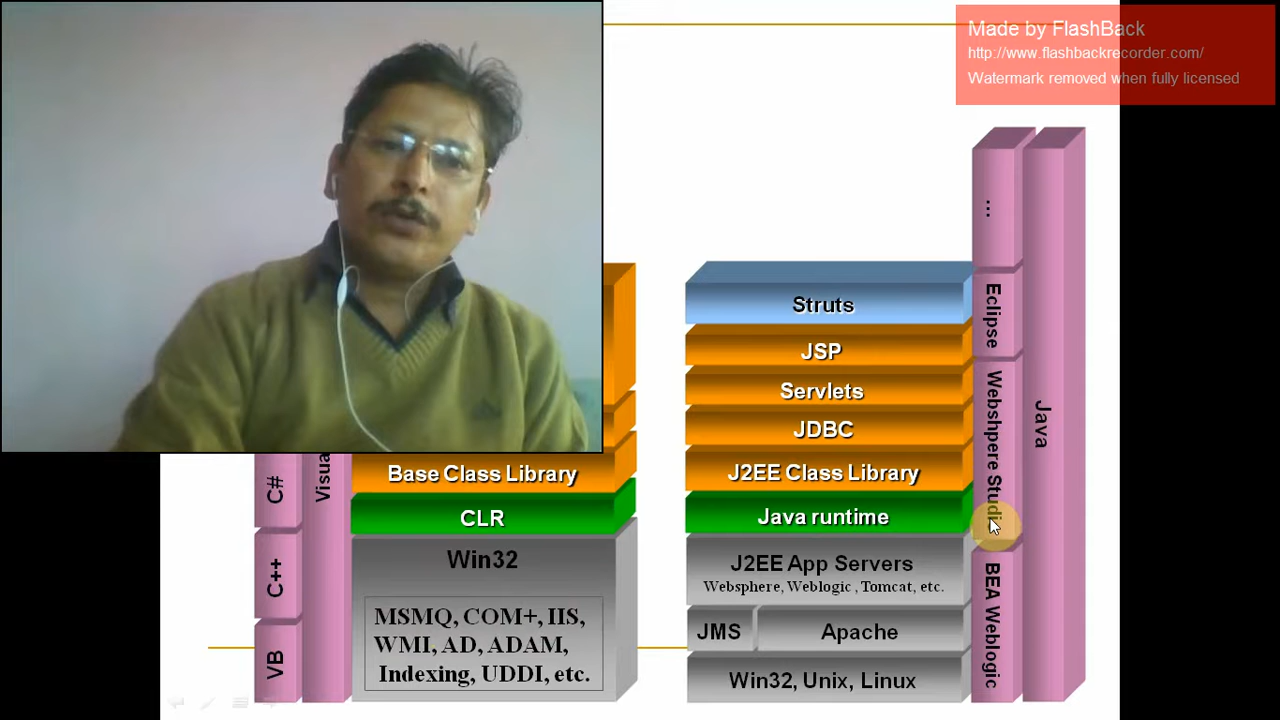 Made by FlashBack
http://www.flashbackrecorder.com/
Watermark removed when fully licensed
...
Eclipse
Webshpere Studi
BEA Weblogic
Java
Struts
JSP
Servlets
JDBC
J2EE Class Library
Java runtime
J2EE App Servers
Websphere, Weblogic , Tomcat, etc.
JMS
Apache
Win32, Unix, Linux
C#
C++
VB
Visua
Base Class Library
CLR
Win32
MSMQ, COM+, IIS,
WMI, AD, ADAM,
Indexing, UDDI, etc.